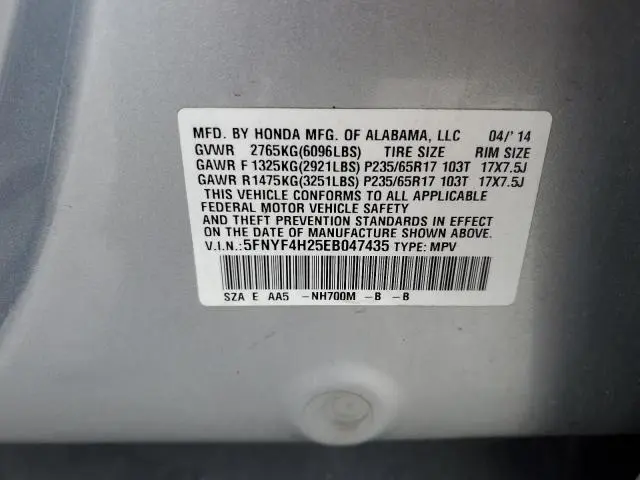 MFD. BY HONDA MFG. OF ALABAMA, LLC 04/'14
GVWR 2765KG(6096LBS) TIRE SIZE RIM SIZE
GAWR F 1325KG(2921LBS) P235/65R17 103T 17X7.5J
GAWR R1475KG(3251LBS) P235/65R17 103T 17X7.5J
THIS VEHICLE CONFORMS TO ALL APPLICABLE
FEDERAL MOTOR VEHICLE SAFETY
AND THEFT PREVENTION STANDARDS IN EFFECT
ON THE DATE OF MANUFACTURE SHOWN ABOVE.
V.I.N.:5FNYF4H25EB047435 TYPE: MPV
SZA E AA5 -NH700M -B -B